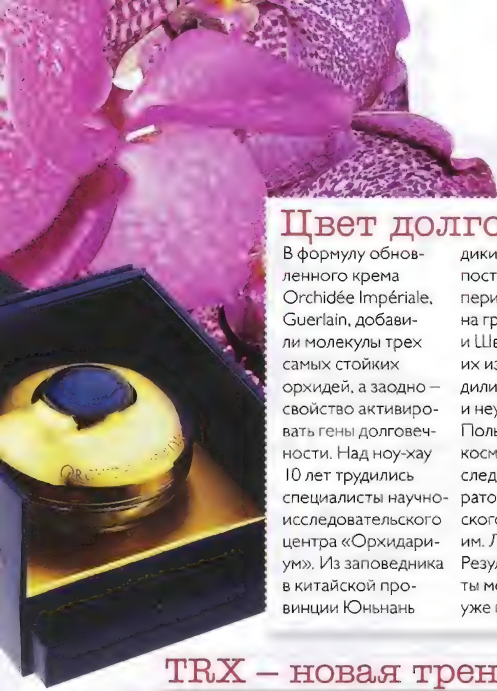 Цвет долго
В формулу обнов-
ленного крема
Orchidée Impériale,
Guerlain, добави-
ли молекулы трех
самых стойких
орхидей, а заодно –
свойство активиро-
вать гены долговеч-
ности. Над ноу-хау
10 лет трудились
специалисты научно-
исследовательского
центра «Орхидари-
ум». Из заповедника
в китайской про-
винции Юньнань
дики
пост
пери
на гр
и Ше
их из
дили
и неу
Поль
косм
след
рато
ского
им. Л
Резул
ты
уже
TRX – новая трен